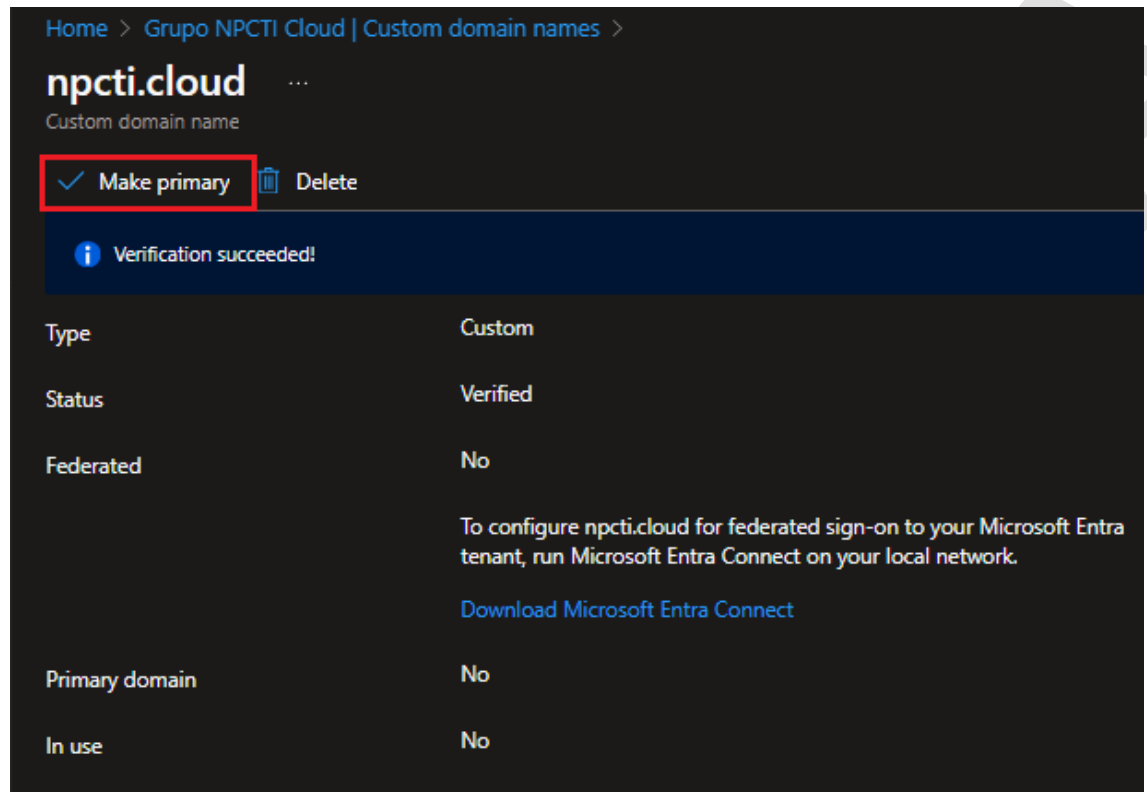 Home > Grupo NPCTI Cloud | Custom domain names >
npcti.cloud ...
Custom domain name
Make primary Delete
Verification succeeded!
Type Custom
Status Verified
Federated No
To configure npcti.cloud for federated sign-on to your Microsoft Entra
tenant, run Microsoft Entra Connect on your local network.
Download Microsoft Entra Connect
Primary domain No
In use No